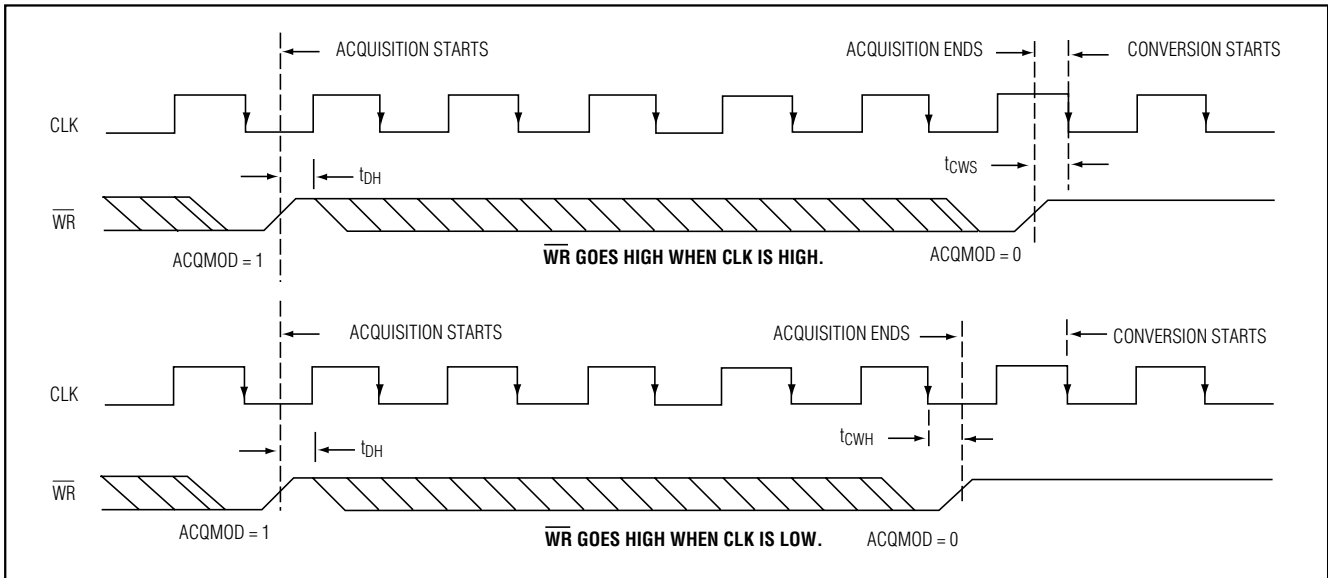 ACQUISITION STARTS
ACQUISITION ENDS
CONVERSION STARTS
CLK
tDH
tCWS
WR
ACQMOD = 1
WR GOES HIGH WHEN CLK IS HIGH.
ACQMOD = 0
ACQUISITION STARTS
ACQUISITION ENDS
CONVERSION STARTS
CLK
tDH
tCWH
WR
ACQMOD = 1
WR GOES HIGH WHEN CLK IS LOW.
ACQMOD = 0